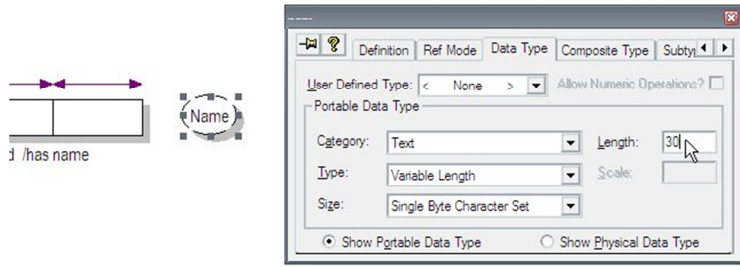 Name
d /has name
Definition Ref Mode Data Type Composite Type Subty
User Defined Type: < None > Allow Numeric Operations?
Portable Data Type
Category: Text Length: 30
Type: Variable Length Scale:
Size: Single Byte Character Set
Show Portable Data Type Show Physical Data Type